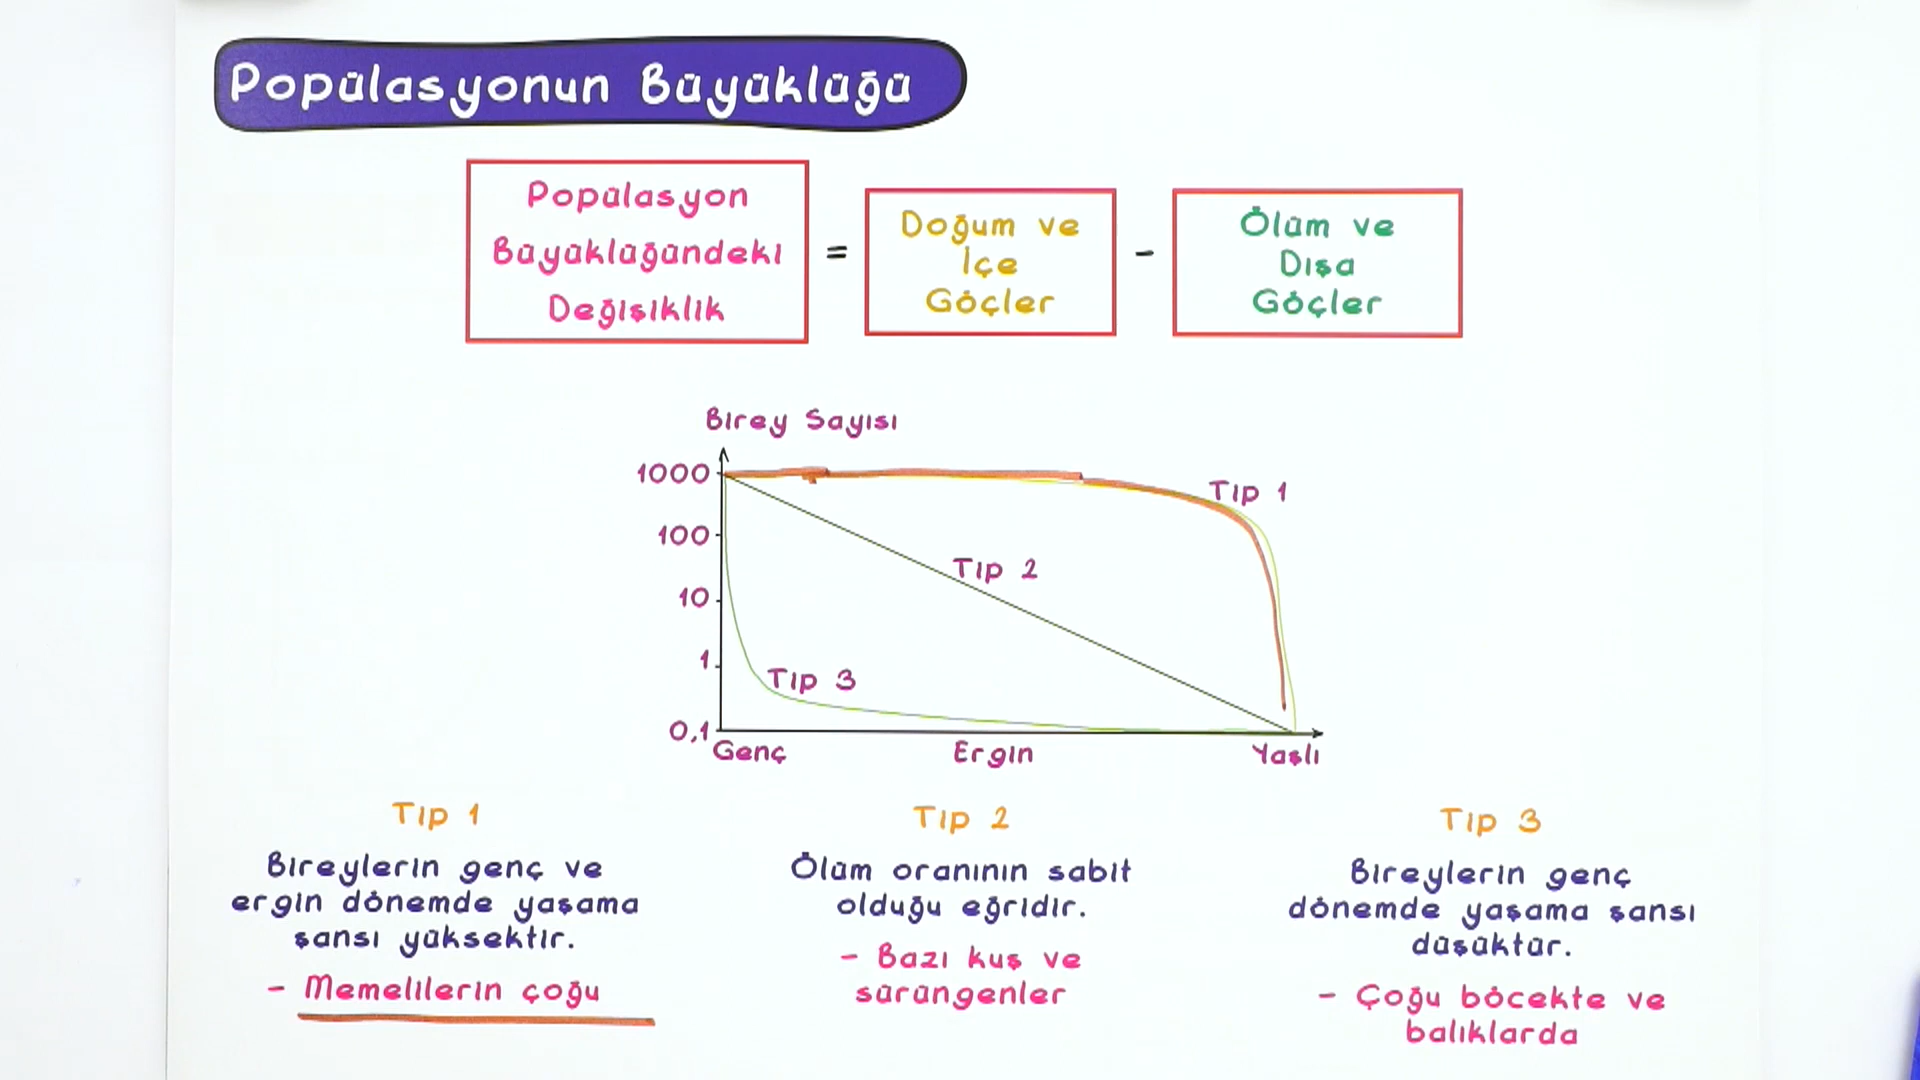 Popülasyonun Büyüklüğü
Popülasyon
Büyüklüğündeki
Değişiklik
=
Doğum ve
İçe
Göçler
-
Ölüm ve
Dışa
Göçler
Birey Sayısı
1000
100
10
1
0,1
Tip 1
Tip 2
Tip 3
Genç
Ergin
Yaşlı
Tip 1
Bireylerin genç ve
ergin dönemde yaşama
şansı yüksektir.
- Memelilerin çoğu
Tip 2
Ölüm oranının sabit
olduğu eğridir.
- Bazı kuş ve
sürüngenler
Tip 3
Bireylerin genç
dönemde yaşama şansı
düşüktür.
- Çoğu böcekte ve
balıklarda